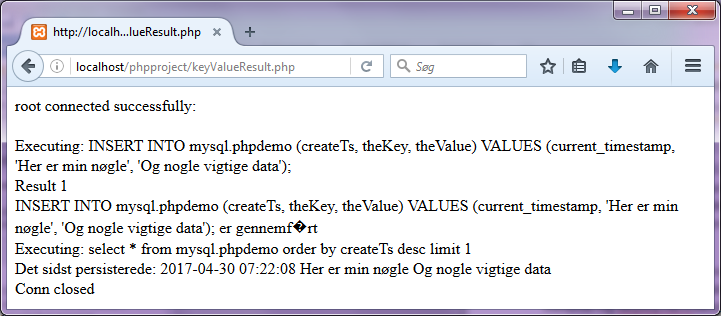 http://localh...lueResult.php
localhost/phpproject/keyValueResult.php
Søg
root connected successfully:
Executing: INSERT INTO mysql.phpdemo (createTs, theKey, theValue) VALUES (current_timestamp,
'Her er min nøgle', 'Og nogle vigtige data');
Result 1
INSERT INTO mysql.phpdemo (createTs, theKey, theValue) VALUES (current_timestamp, 'Her er min
nøgle', 'Og nogle vigtige data'); er gennemf�rt
Executing: select * from mysql.phpdemo order by createTs desc limit 1
Det sidst persisterede: 2017-04-30 07:22:08 Her er min nøgle Og nogle vigtige data
Conn closed